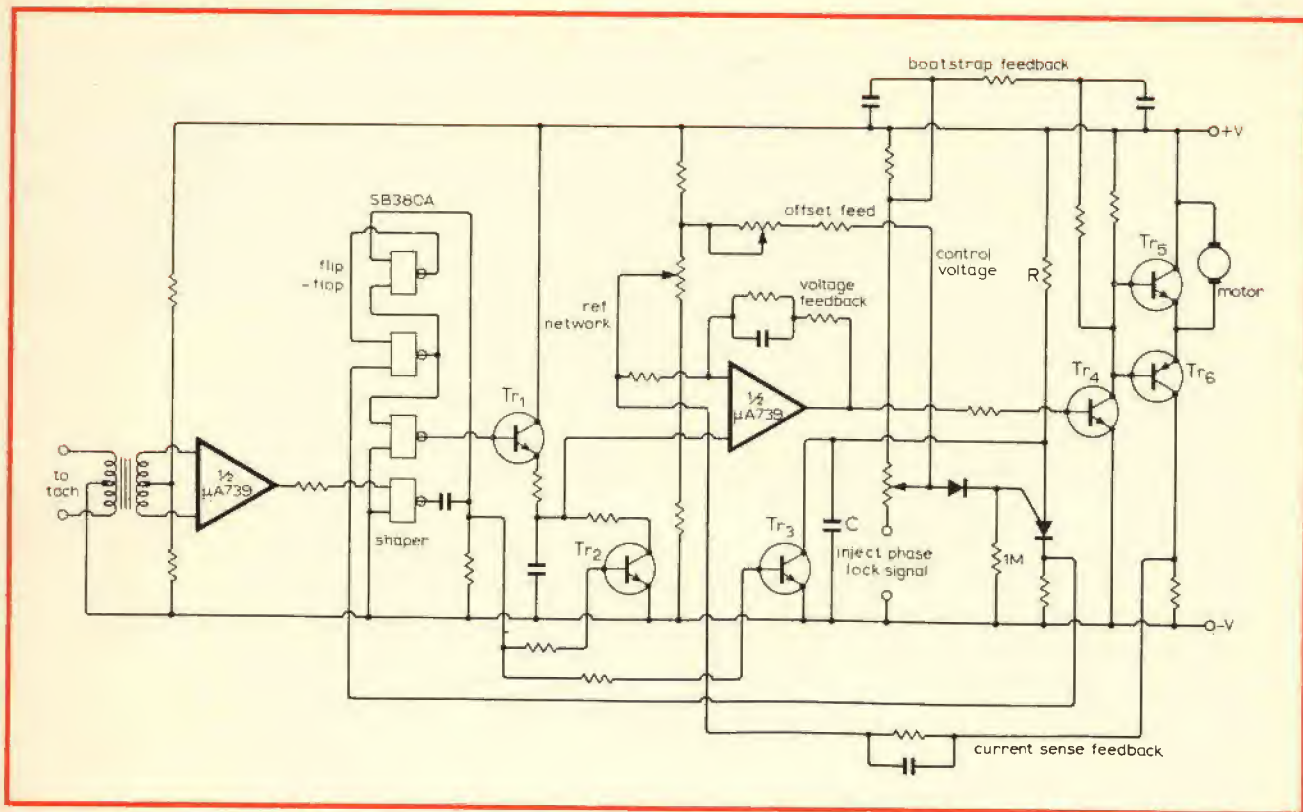 bootstrap feedback
+V
SB380A
offset feed
flip
-flop
control
voltage
R
Tr5
motor
voltage
feedback
ref
network
Tr1
½
µA739
Tr4
Tr6
to
tach
½
µA739
shaper
Tr2
Tr3
C
inject phase
lock signal
1M
-V
current sense feedback